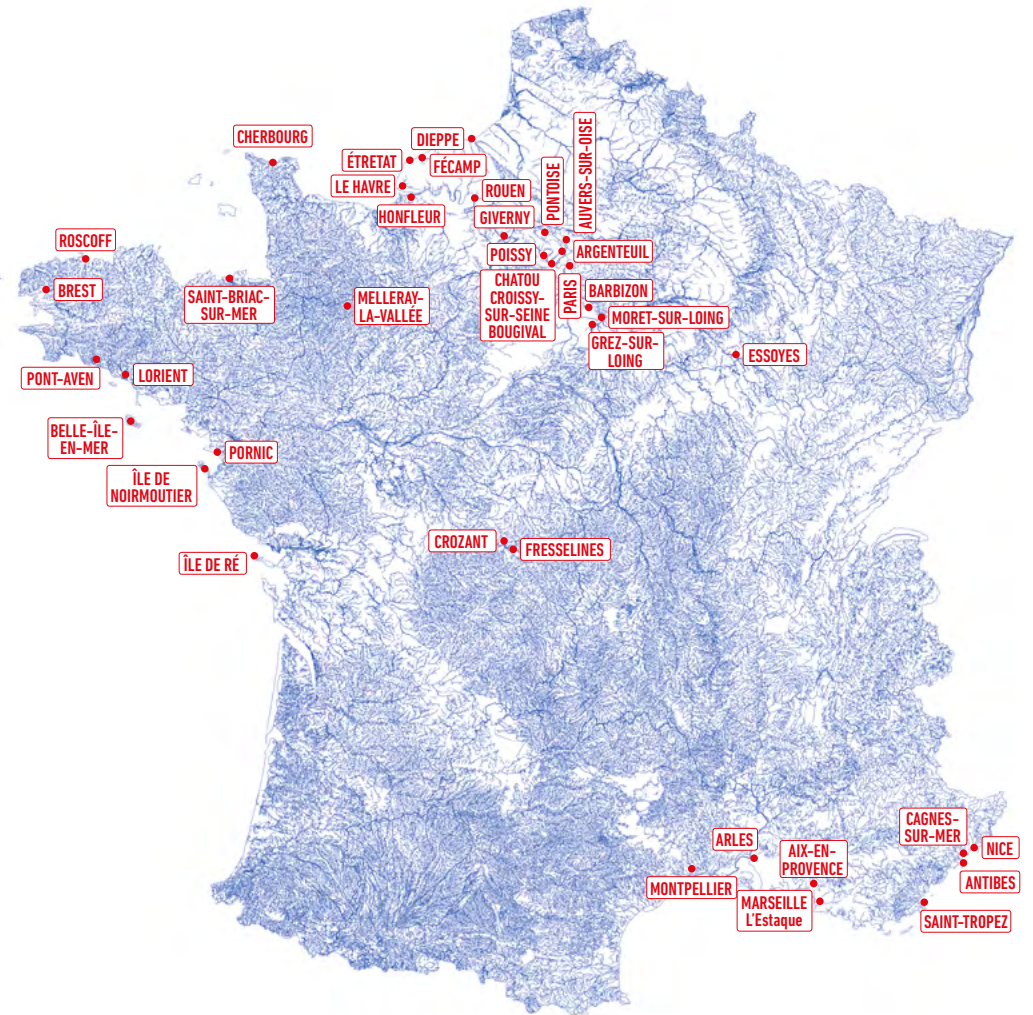 CHERBOURG
DIEPPE
ÉTRETAT
FÉCAMP
LE HAVRE
HONFLEUR
ROUEN
GIVERNY
PONTOISE
AUVERS-SUR-OISE
POISSY
ARGENTEUIL
CHATOU
CROISSY-
SUR-SEINE
BOUGIVAL
PARIS
BARBIZON
MORET-SUR-LOING
GREZ-SUR-
LOING
ESSOYES
ROSCOFF
BREST
SAINT-BRIAC-
SUR-MER
MELLERAY-
LA-VALLÉE
PONT-AVEN
LORIENT
BELLE-ÎLE-
EN-MER
PORNIC
ÎLE DE
NOIRMOUTIER
ÎLE DE RÉ
CROZANT
FRESSELINES
ARLES
MONTPELLIER
AIX-EN-
PROVENCE
MARSEILLE
L'Estaque
CAGNES-
SUR-MER
NICE
ANTIBES
SAINT-TROPEZ